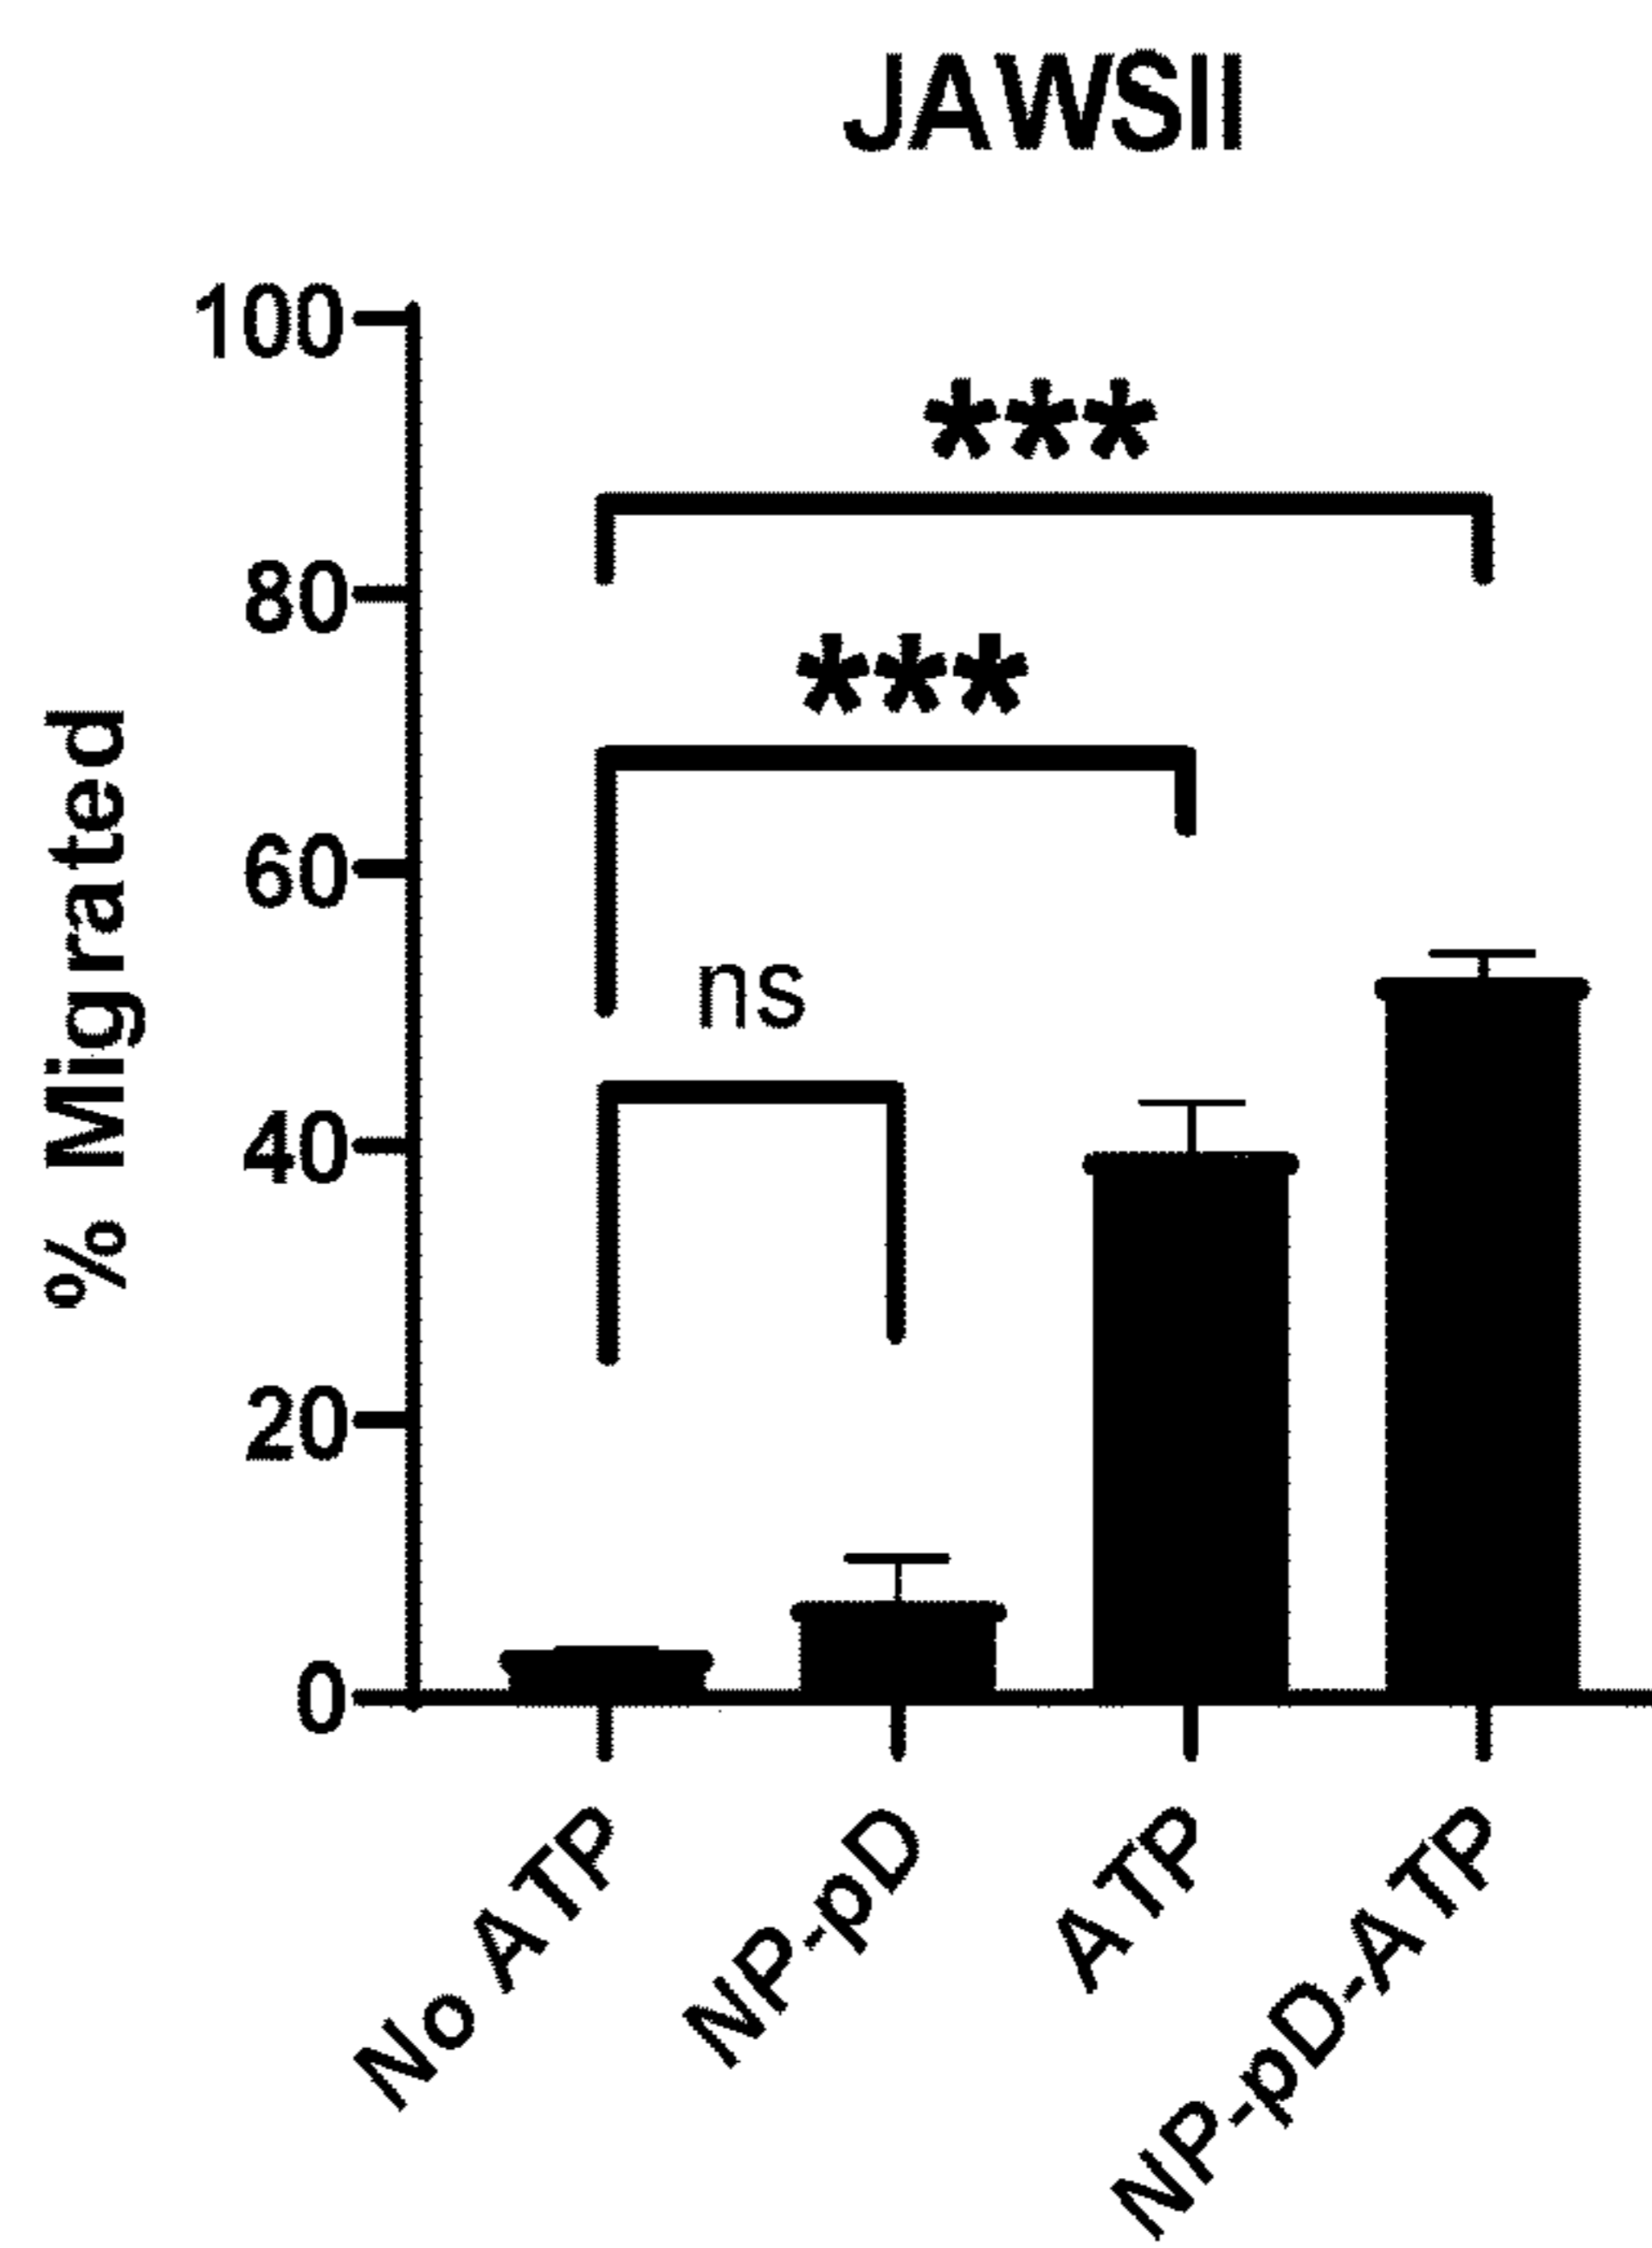 JAWSII
100
***
80
***
60
ns
40
20
0
% Migrated
No ATP
NP-pD
ATP
NP-pD-ATP